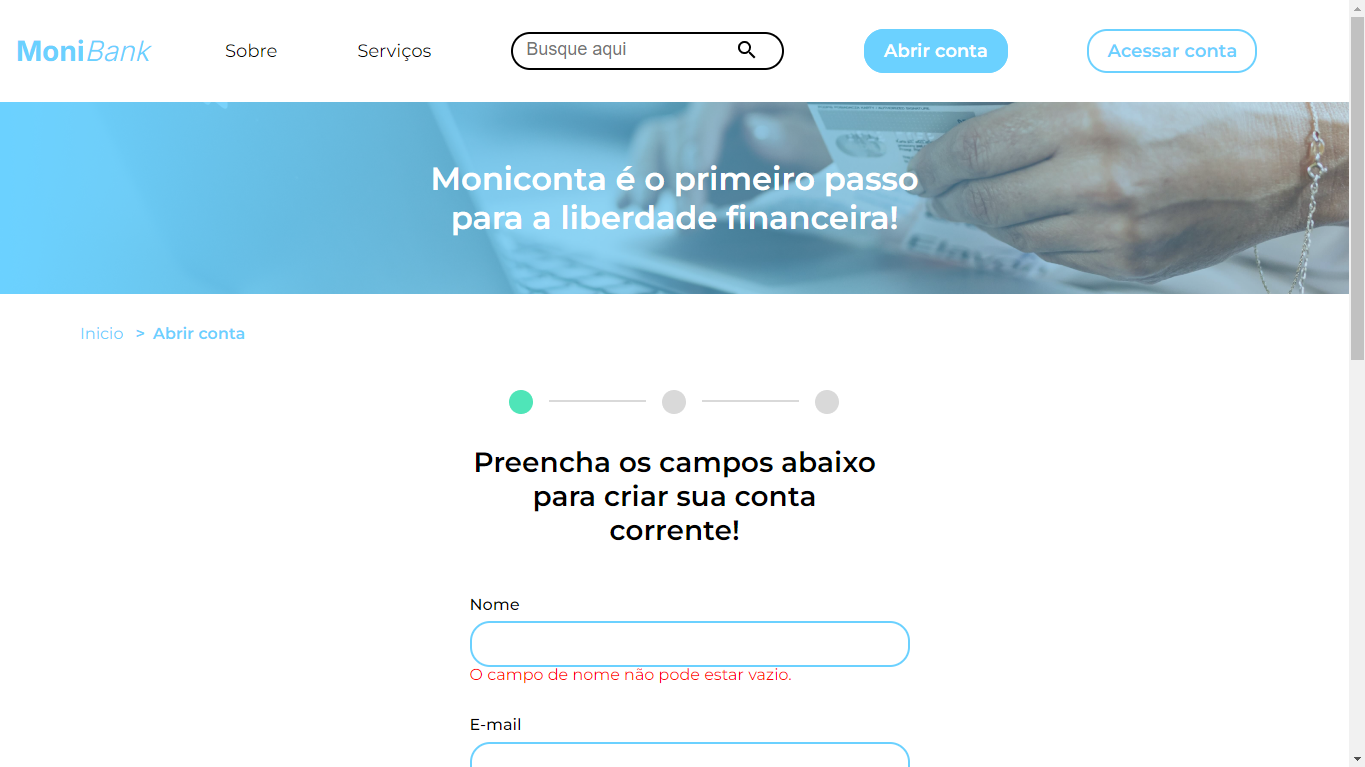 MoniBank
Sobre
Serviços
Busque aqui
Abrir conta
Acessar conta
Moniconta é o primeiro passo
para a liberdade financeira!
Inicio > Abrir conta
Preencha os campos abaixo
para criar sua conta
corrente!
Nome
O campo de nome não pode estar vazio.
E-mail